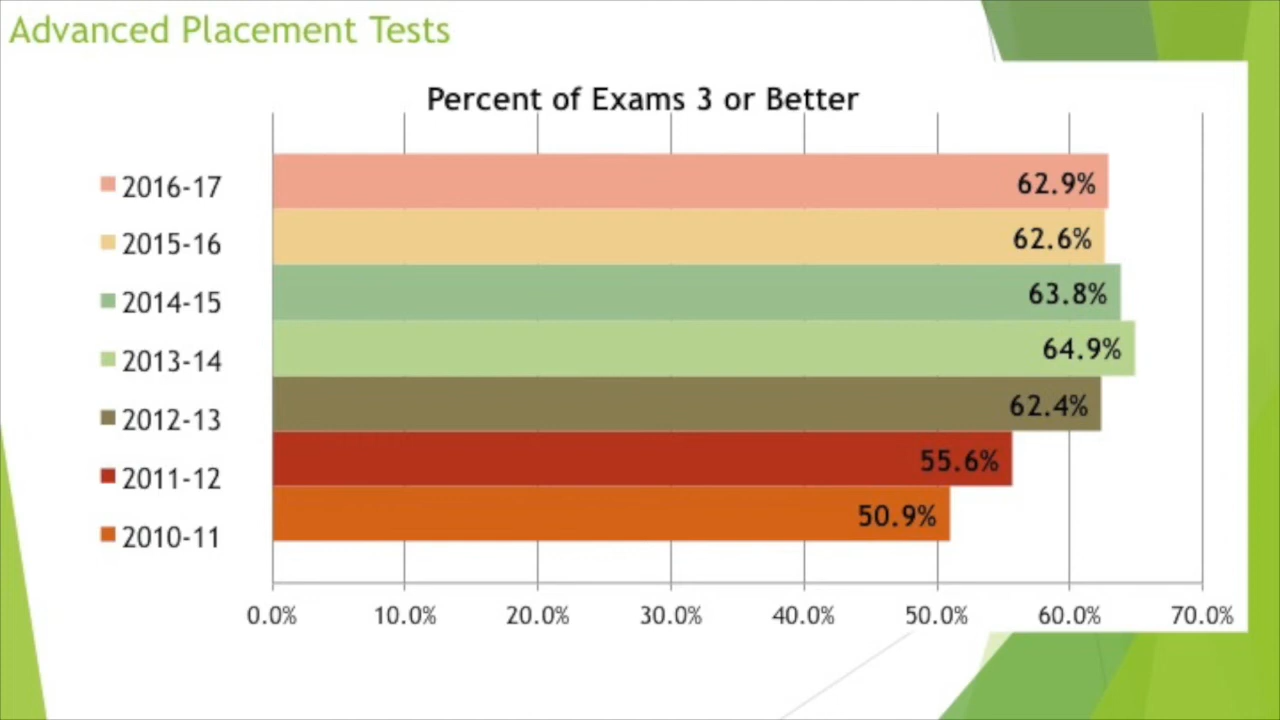 Advanced Placement Tests
Percent of Exams 3 or Better
2016-17 62.9%
2015-16 62.6%
2014-15 63.8%
2013-14 64.9%
2012-13 62.4%
2011-12 55.6%
2010-11 50.9%
0.0% 10.0% 20.0% 30.0% 40.0% 50.0% 60.0% 70.0%